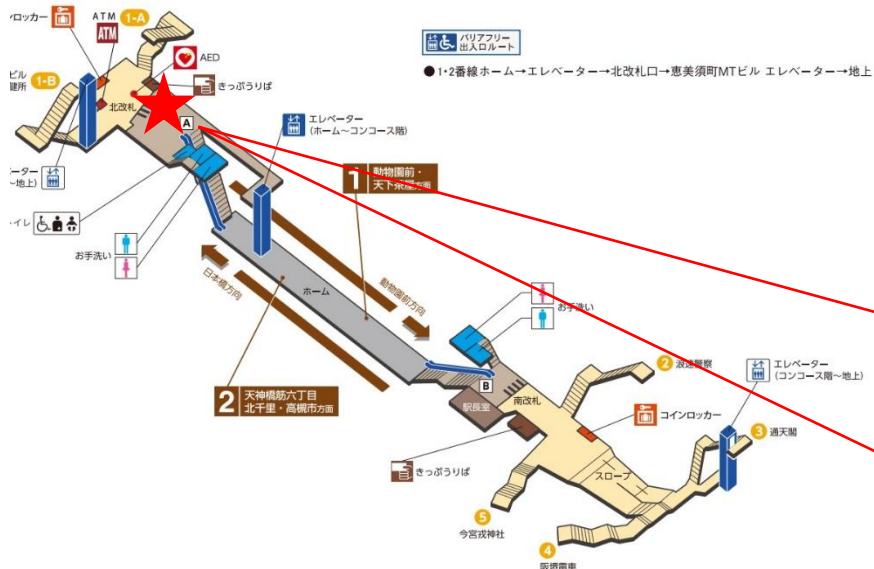 ATM
ロッカー
1-A
ATM
AED
きっぷうりば
1-B
ビル
北改札
A
エレベーター
(ホーム~コンコース階)
ーター
~地上)
イレ
お手洗い
1
動物園前・
天下茶屋方面
バリアフリー
出入口ルート
●1・2番線ホーム→エレベーター→北改札口→恵美須町MTビル エレベーター→地上
日本橋方向
ホーム
動物園前方向
お手洗い
2
天神橋筋六丁目
北千里・高槻市方面
駅長室
B
南改札
きっぷうりば
コインロッカー
スロープ
2 浪速警察
エレベーター
(コンコース階~地上)
3 通天閣
5
今宮戎神社
4
阪堺電車